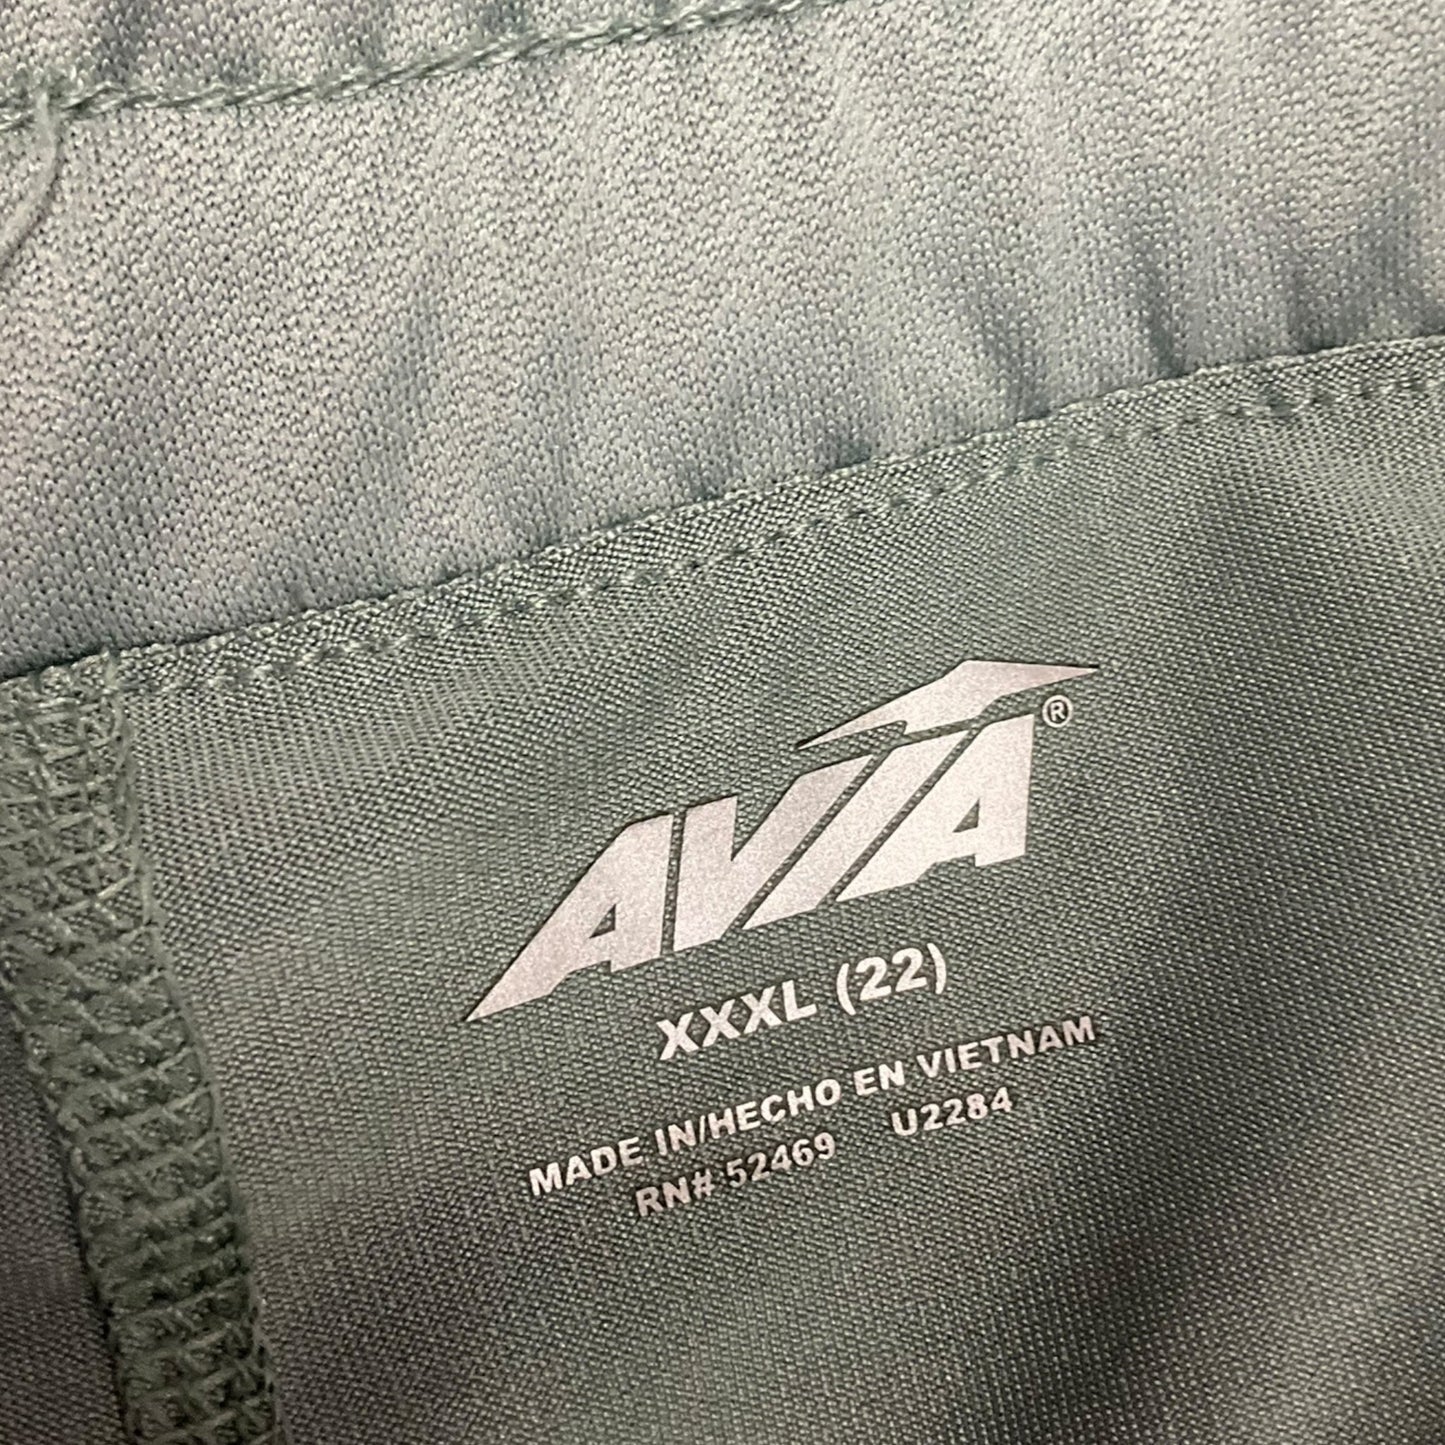 AVIA®
XXXL (22)
MADE IN/HECHO EN VIETNAM
RN# 52469 U2284